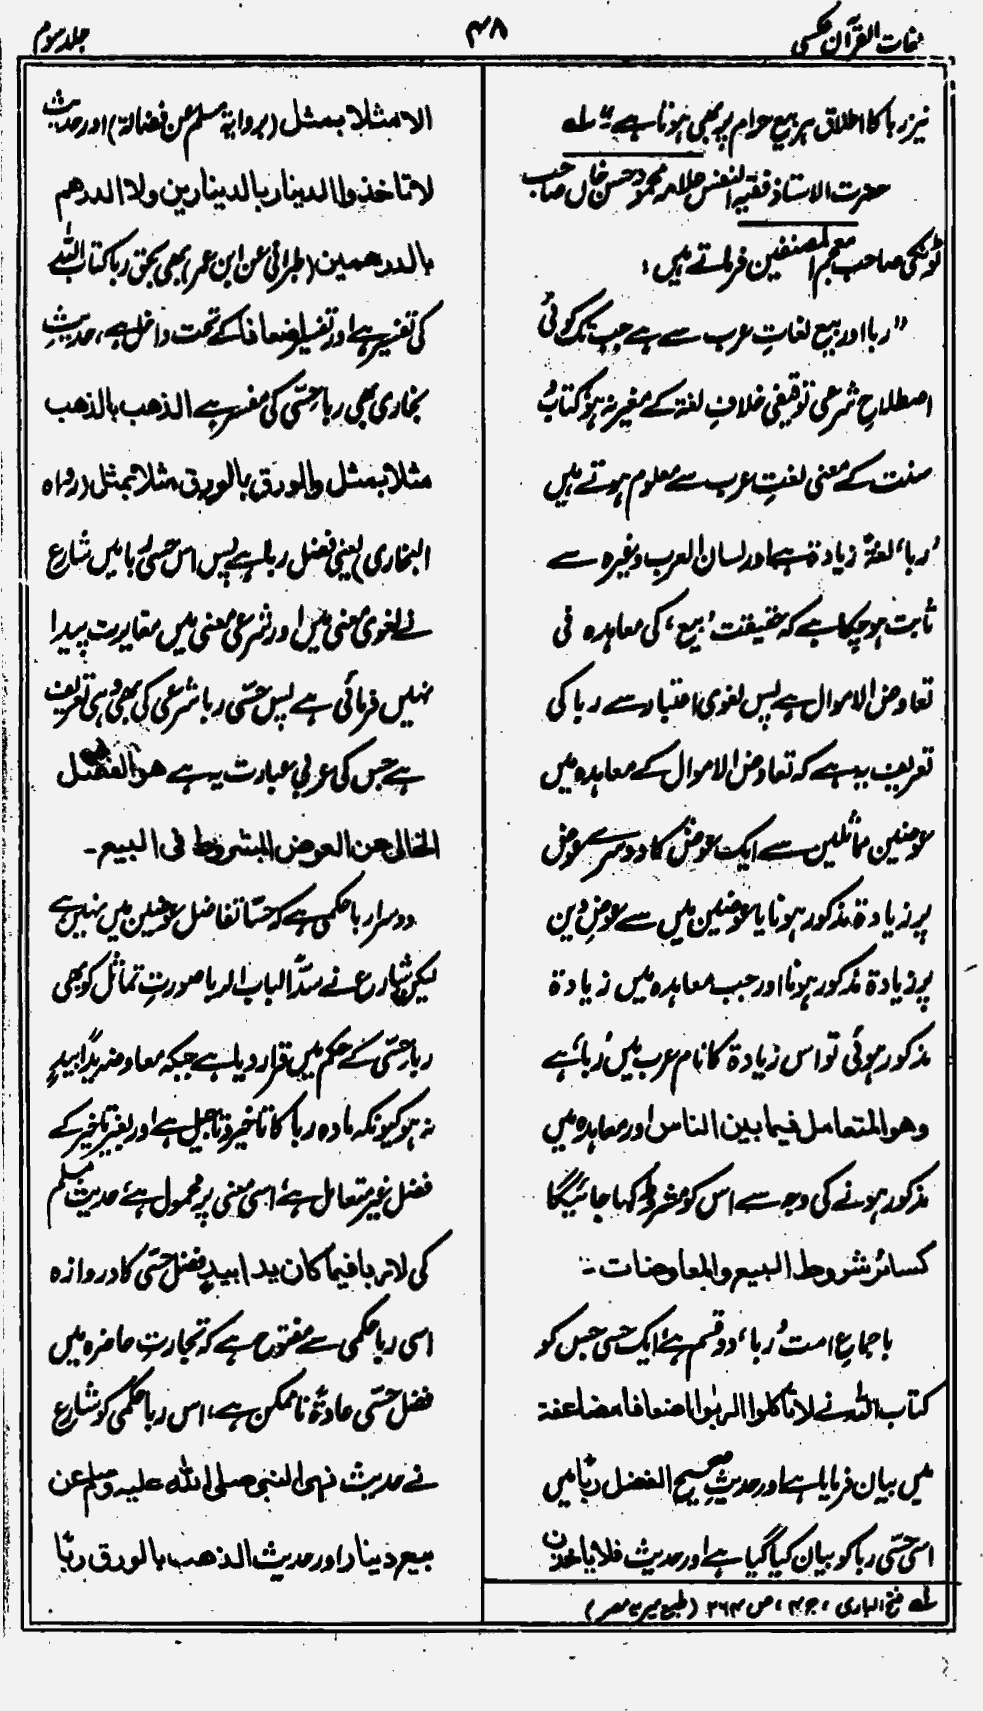 لغات القرآن عکسی
۴۸
جلد سوم
نیز ربا کا اطلاق ہر بیع حرام پر بھی ہوتا ہے" لہ
حضرت الاستاذ فقیہ النفس علامہ محمود حسن خاں صاحب
ٹونکی صاحب معجم المصنفین فرماتے ہیں:
"ربا اور بیع لغاتِ عرب سے ہے جب تک کوئی
اصطلاحِ شرعی توقیفی خلافِ لغۃ کے مغیر نہ ہو کتاب و
سنت کے معنی لغتِ عرب سے معلوم ہوتے ہیں
'ربا' لغۃً زیادۃ ہے اور لسان العرب وغیرہ سے
ثابت ہو چکا ہے کہ حقیقت 'بیع' کی معاہدہ فی
تعاوض الاموال ہے پس لغوی اعتبار سے ربا کی
تعریف یہ ہے کہ تعاوض الاموال کے معاہدہ میں
عوضین مماثلین سے ایک عوض کا دوسرے عوض
پر زیادۃ مذکور ہونا یا عوضین میں سے عوضِ دین
پر زیادۃ مذکور ہونا اور جب معاہدہ میں زیادۃ
مذکور ہوئی تو اس زیادۃ کا نام عرب میں 'ربا' ہے
وھو المتعامل فیما بین الناس اور معاہدہ میں
مذکور ہونے کی وجہ سے اس کو مشروط کہا جائیگا
کسائر شروط البیع والمعاوضات :-
باجماعِ امت 'ربا' دو قسم ہے ایک حسی جس کو
کتاب اللہ نے لا تاکلوا الربوا اضعافا مضاعفۃ
میں بیان فرمایا ہے اور حدیثِ صحیح الفضل ربًا میں
اسی حسّی ربا کو بیان کیا گیا ہے اور حدیث فلا یاخذن
لہ فتح الباری، ج ۴، ص ۲۶۴ (طبع میریہ مصر)
الا مثلا بمثل (بروایۃ مسلم عن فضالۃ) اور حدیث
لا تاخذوا الدینار بالدینارین ولا الدرھم
بالدرھمین (طبرانی عن ابن عمر) بھی بحق ربا کتاب اللہ
کی تفسیر ہے اور تفسیر اضعافا کے تحت داخل ہے، حدیثِ
بخاری بھی ربا حسّی کی مفسر ہے الذھب بالذھب
مثلا بمثل والورق بالورق مثلا بمثل (رواہ
البخاری) یعنی فضل ربا ہے پس اس حسی ربا میں شارع
نے لغوی معنی میں اور شرعی معنی میں مغایرت پیدا
نہیں فرمائی ہے پس حسّی ربا شرعی کی بھی وہی تعریف
ہے جس کی عربی عبارت یہ ہے ھو الفضل
الخالی عن العوض المشروط فی البیع ۔
دوسرا ربا حکمی ہے کہ حسًا تفاضل عوضین میں نہیں ہے
لیکن شارع نے سدًّا لباب الربا صورتِ تماثل کو بھی
ربا حسّی کے حکم میں قرار دیا ہے جبکہ معاوضہ یدًا بیدٍ
نہ ہو کیونکہ مادہ ربا کا تاخیر و تاجیل ہے اور بغیر تاخیر کے
فضل غیر متعامل ہے، اسی معنی پر محمول ہے حدیث مسلم
کی لا ربا فیما کان یدا بیدٍ فضل حسّی کا دروازہ
اسی ربا حکمی سے مفتوح ہے کہ تجارتِ حاضرہ میں
فضل حسّی عادۃً ناممکن ہے، اس ربا حکمی کو شارع
نے حدیث نہی النبی صلی اللہ علیہ وسلم عن
بیع دینار اور حدیث الذھب بالورق ربًا